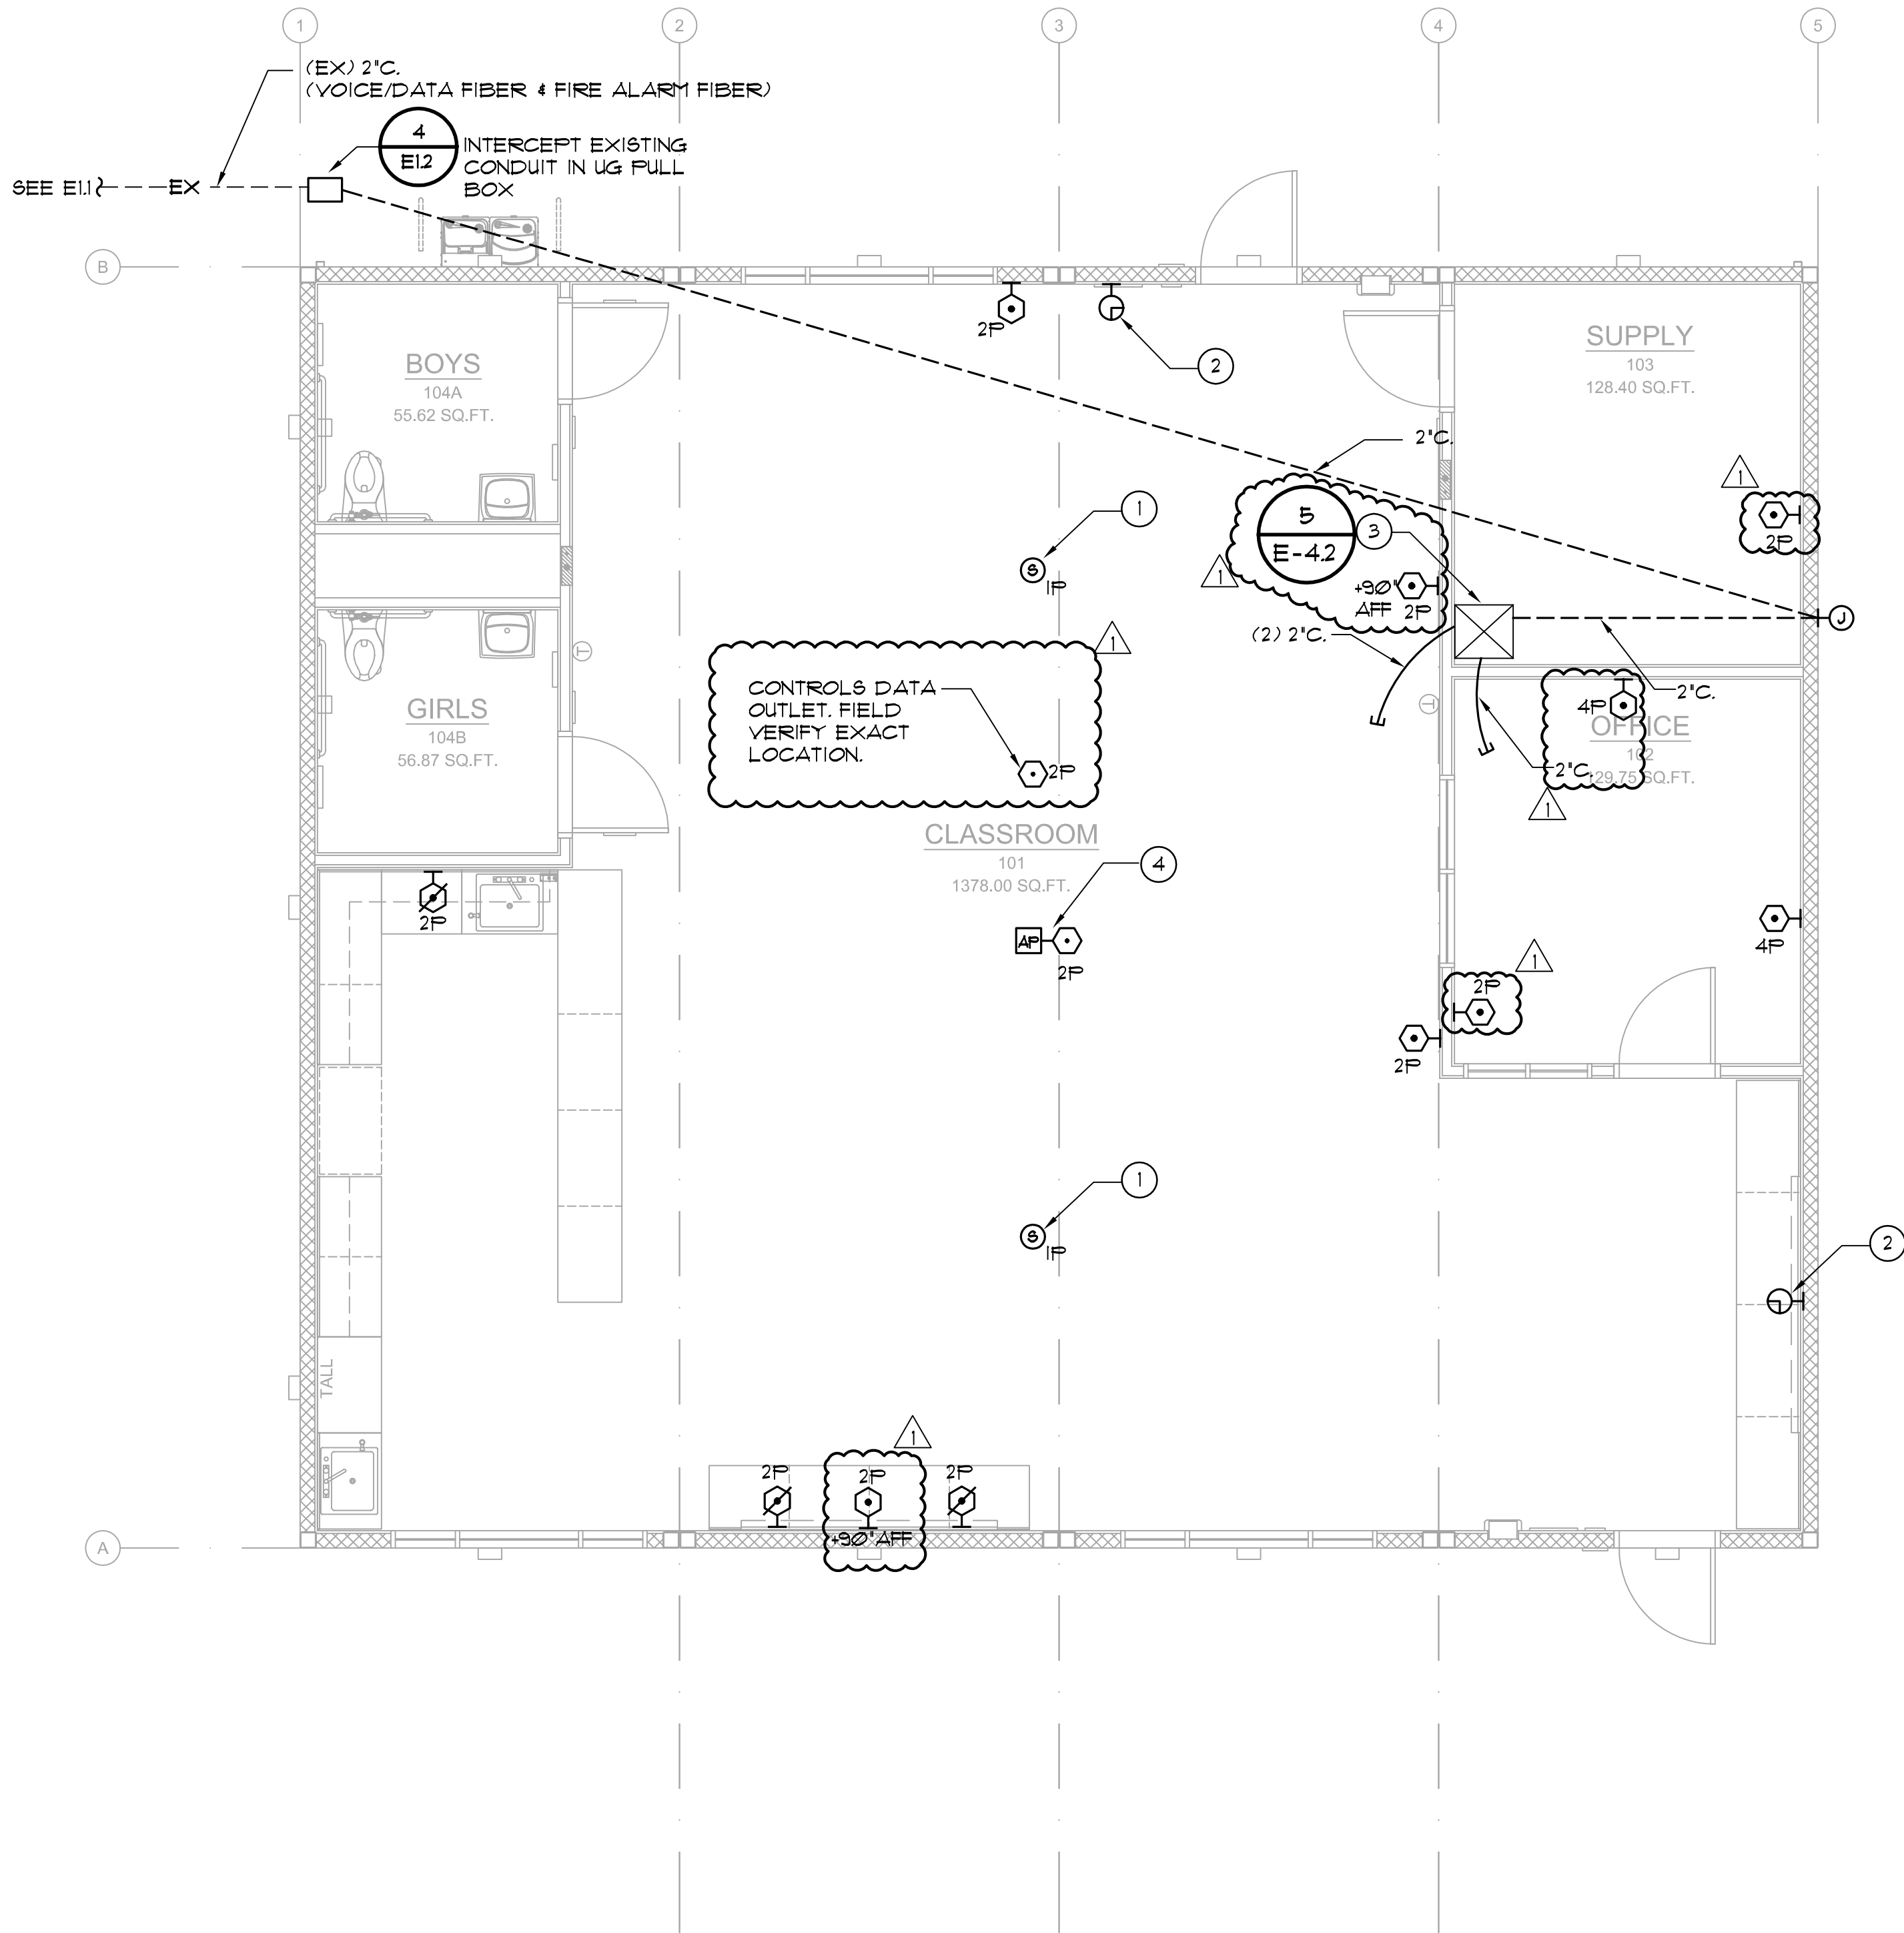 1
2
3
4
5
(EX) 2"C.
(VOICE/DATA FIBER & FIRE ALARM FIBER)
4
E1.2
INTERCEPT EXISTING
CONDUIT IN UG PULL
BOX
SEE E1.1
EX
B
2P
2
BOYS
104A
55.62 SQ.FT.
SUPPLY
103
128.40 SQ.FT.
2"C.
1
2P
1
S
1P
5
E-4.2
3
1
+90"
AFF
2P
(2) 2"C.
J
T
GIRLS
104B
56.87 SQ.FT.
1
CONTROLS DATA
OUTLET. FIELD
VERIFY EXACT
LOCATION.
2P
T
4P
2"C.
OFFICE
102
129.75 SQ.FT.
2"C.
1
CLASSROOM
101
1378.00 SQ.FT.
4
AP
2P
2P
4P
1
2P
2P
1
S
1P
2
TALL
1
2P
2P
2P
+90" AFF
A